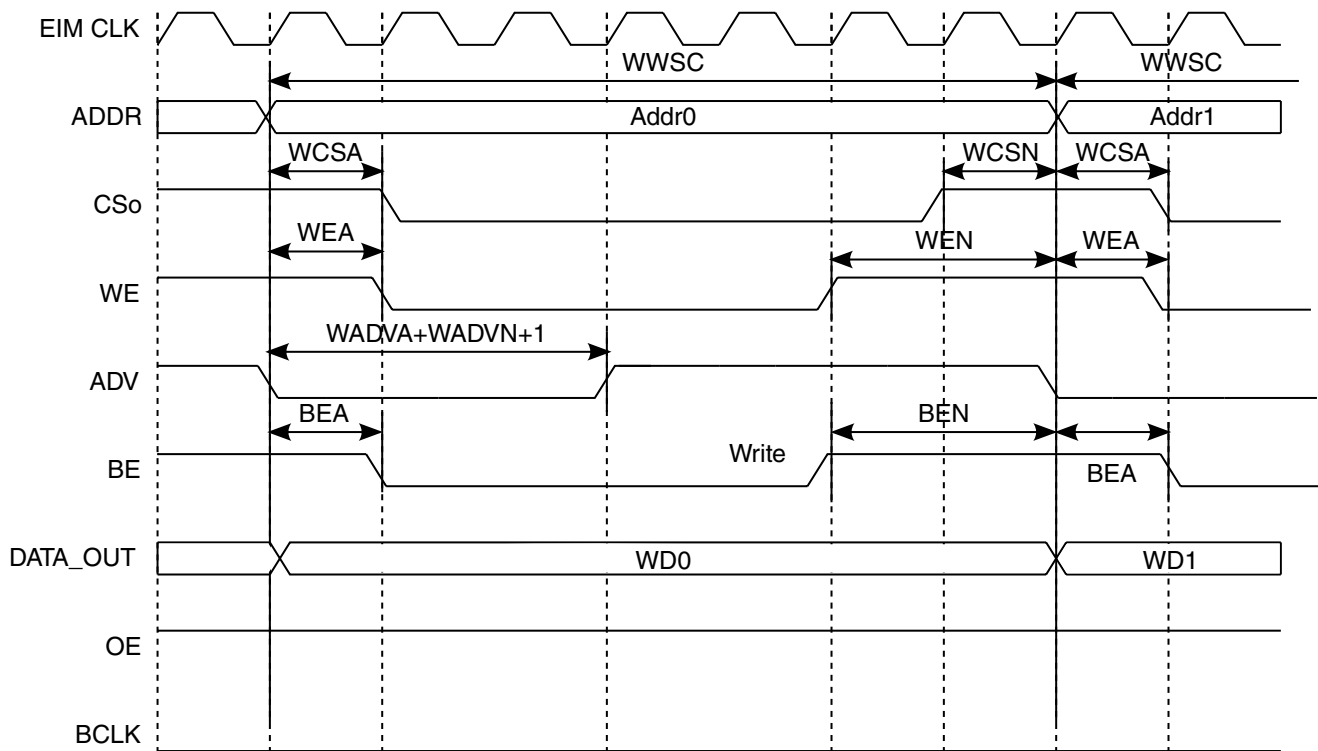 EIM CLK
WWSC WWSC
ADDR Addr0 Addr1
WCSA WCSN WCSA
CSo
WEA WEN WEA
WE
WADVA+WADVN+1
ADV
BEA BEN
BE Write BEA
DATA_OUT WD0 WD1
OE
BCLK